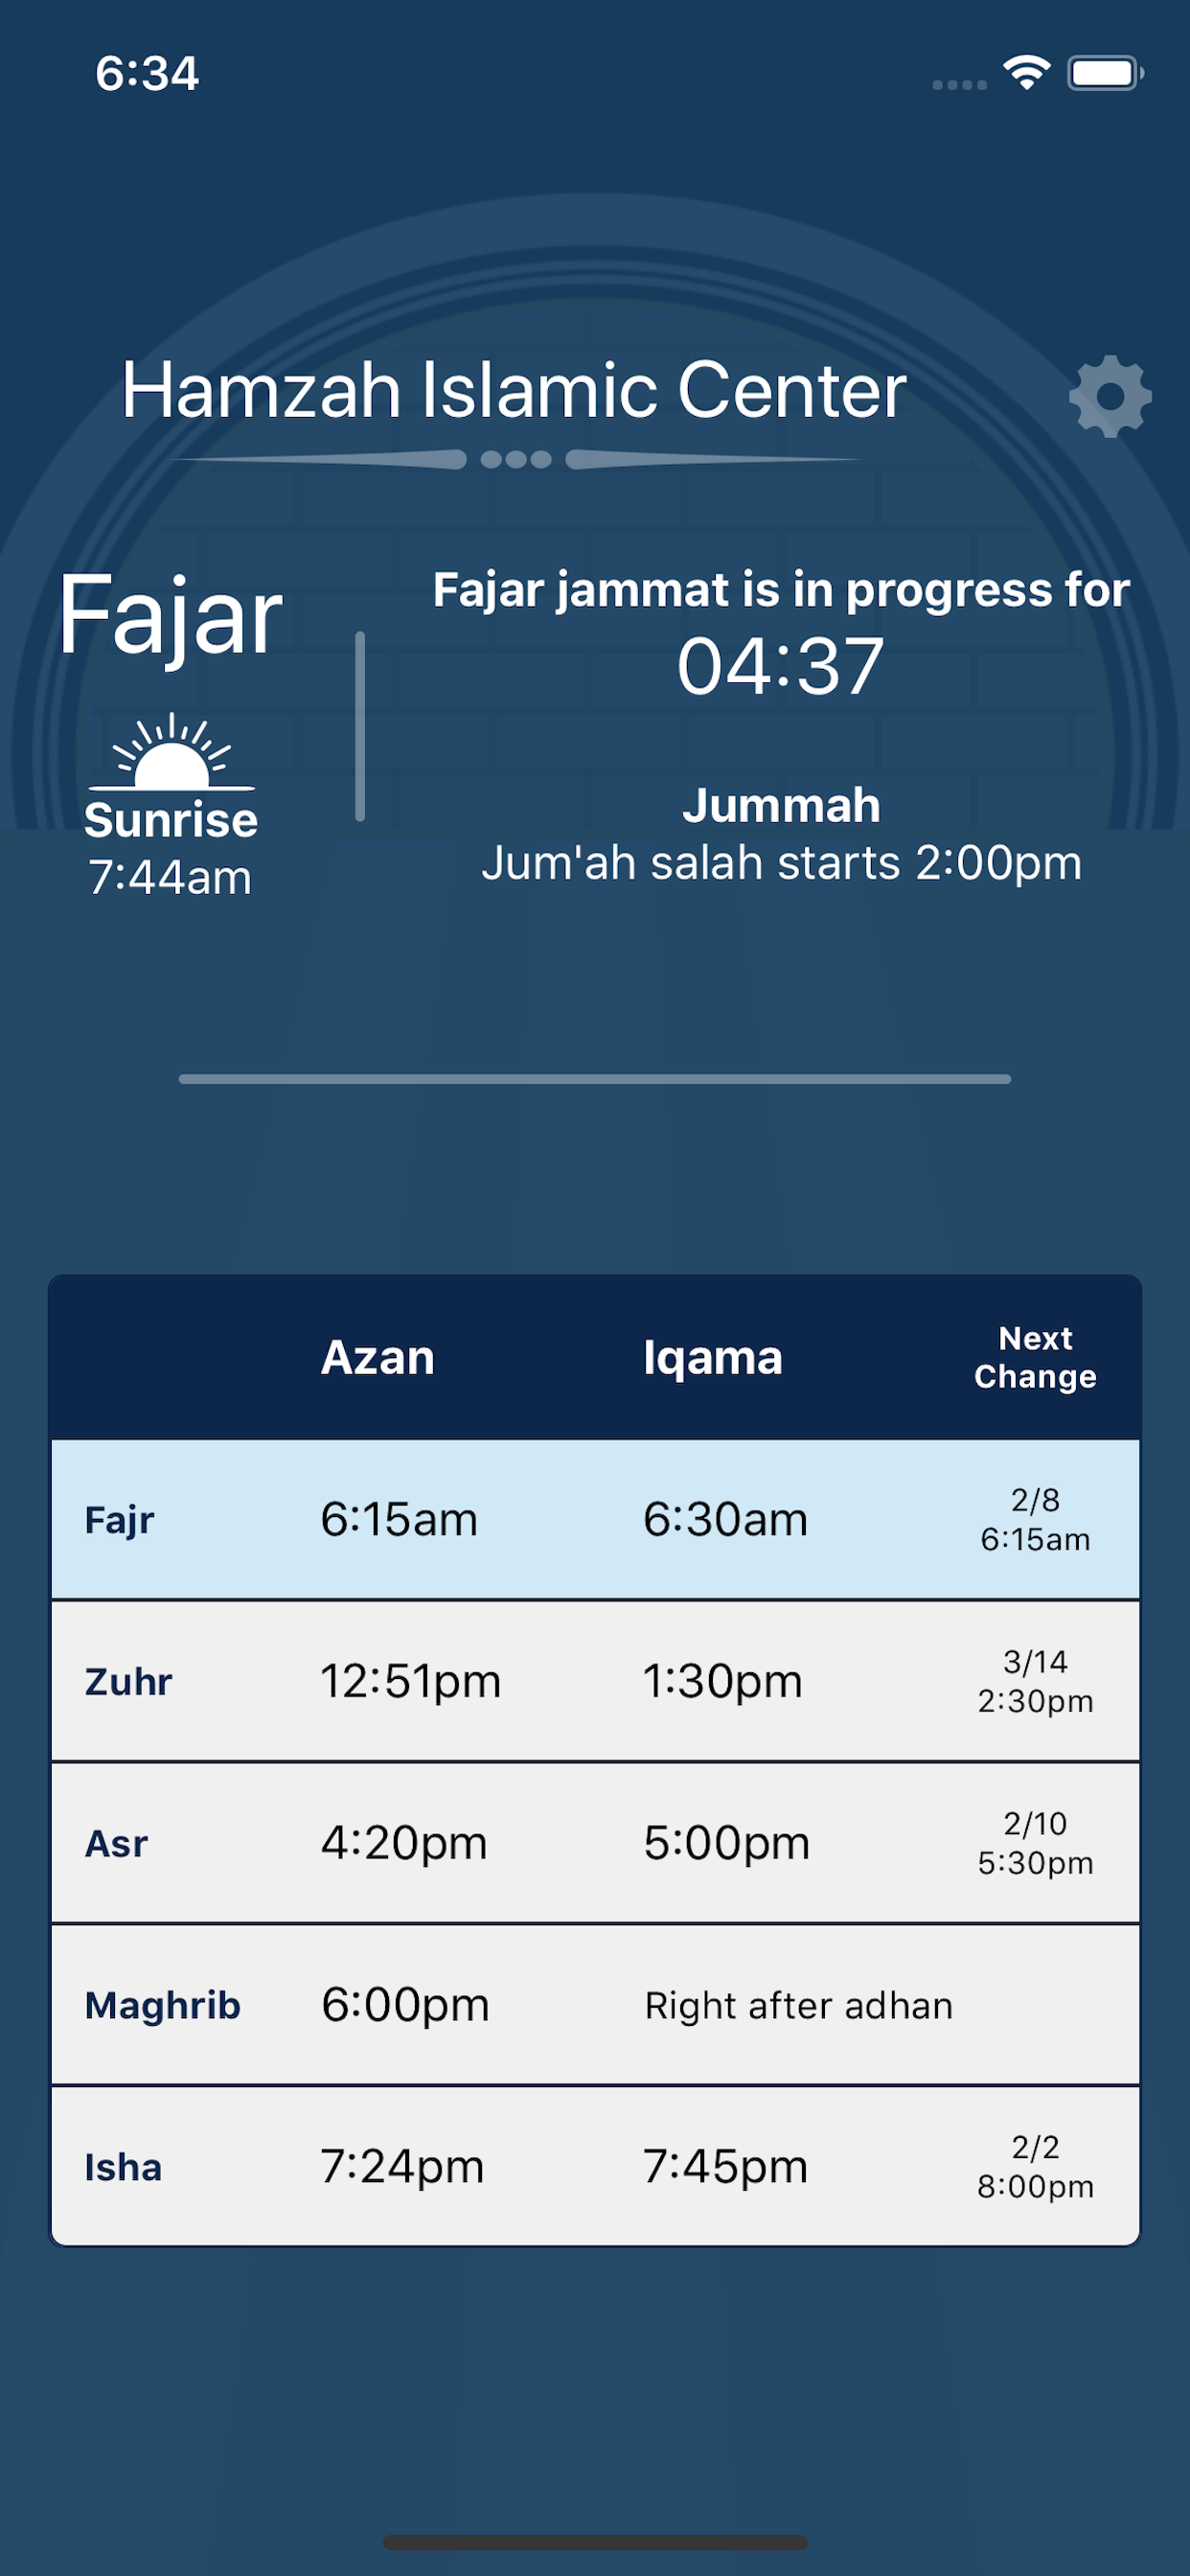 6:34
Hamzah Islamic Center
Fajar
Sunrise
7:44am
Fajar jammat is in progress for
04:37
Jummah
Jum'ah salah starts 2:00pm
Azan Iqama Next Change
Fajr 6:15am 6:30am 2/8 6:15am
Zuhr 12:51pm 1:30pm 3/14 2:30pm
Asr 4:20pm 5:00pm 2/10 5:30pm
Maghrib 6:00pm Right after adhan
Isha 7:24pm 7:45pm 2/2 8:00pm